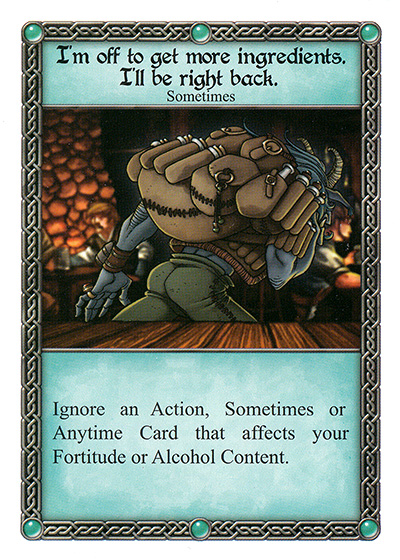 I'm off to get more ingredients.
I'll be right back.
Sometimes
Ignore an Action, Sometimes or
Anytime Card that affects your
Fortitude or Alcohol Content.